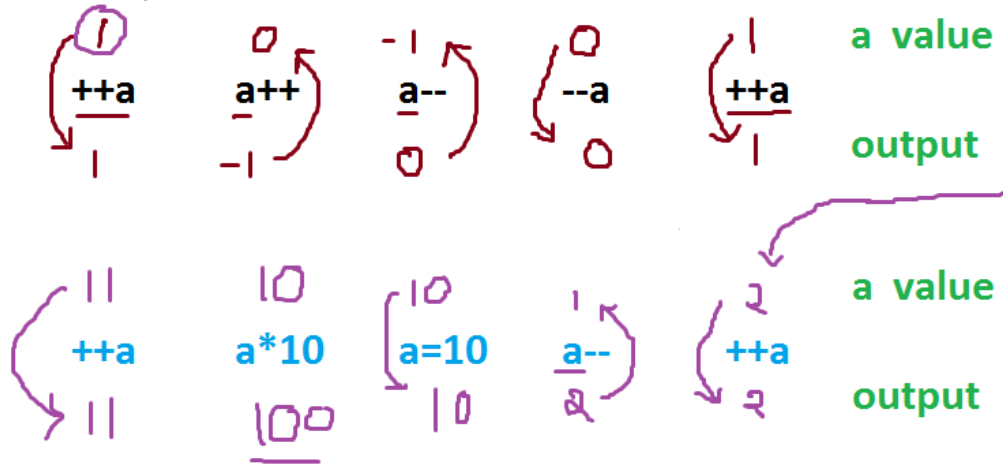 1 0 -1 0 1 a value
++a a++ a-- --a ++a
1 -1 0 0 1 output
11 10 10 1 2 a value
++a a*10 a=10 a-- ++a
11 100 10 2 2 output